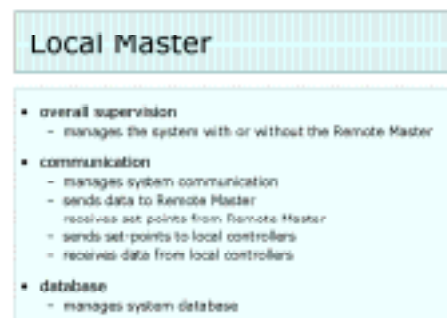 Local Master
• overall supervision
– manages the system with or without the Remote Master
• communication
– manages system communication
– sends data to Remote Master
receives set points from Remote Master
– sends set-points to local controllers
– receives data from local controllers
• database
– manages system database